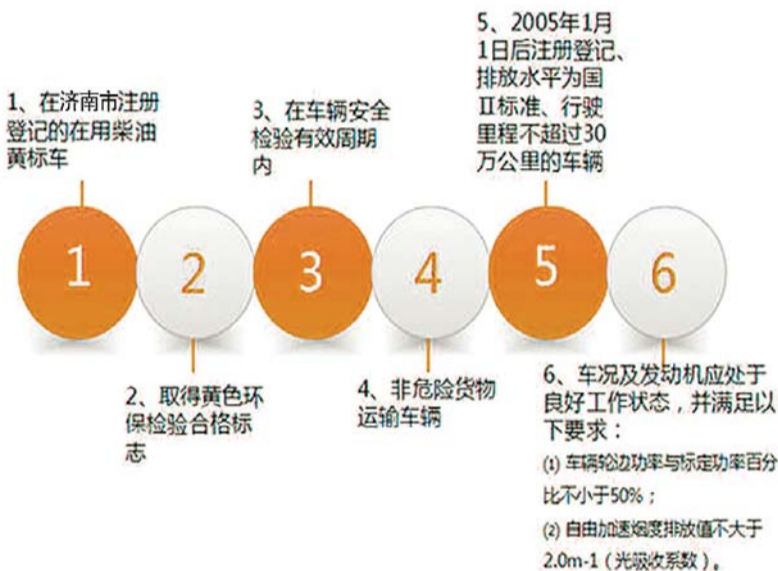 1、在济南市注册
登记的在用柴油
黄标车
3、在车辆安全
检验有效周期
内
5、2005年1月
1日后注册登记、
排放水平为国
Ⅱ标准、行驶
里程不超过30
万公里的车辆
1
2
3
4
5
6
2、取得黄色环
保检验合格标
志
4、非危险货物
运输车辆
6、车况及发动机应处于
良好工作状态，并满足以
下要求：
(1) 车辆轮边功率与标定功率百分
比不小于50%；
(2) 自由加速烟度排放值不大于
2.0m-1（光吸收系数）。